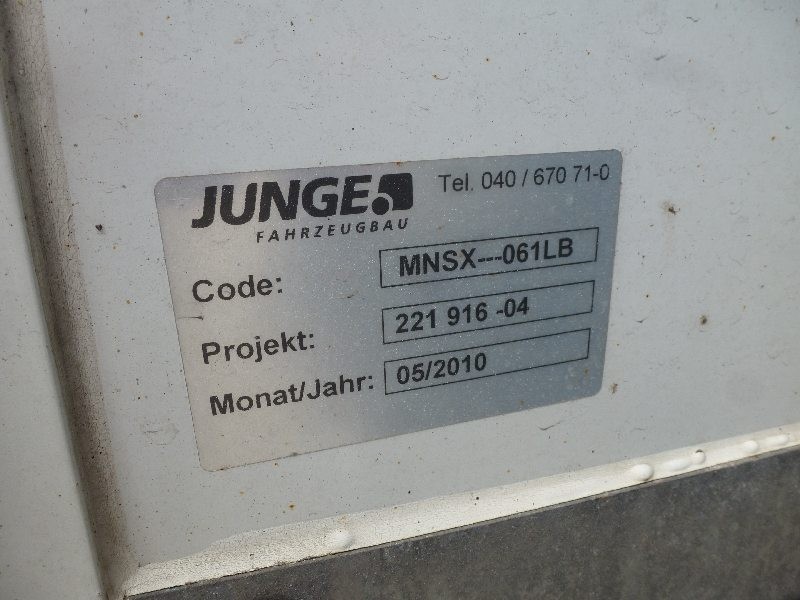 JUNGE Tel. 040 / 670 71-0
FAHRZEUGBAU
Code: MNSX---061LB
Projekt: 221 916 -04
Monat/Jahr: 05/2010